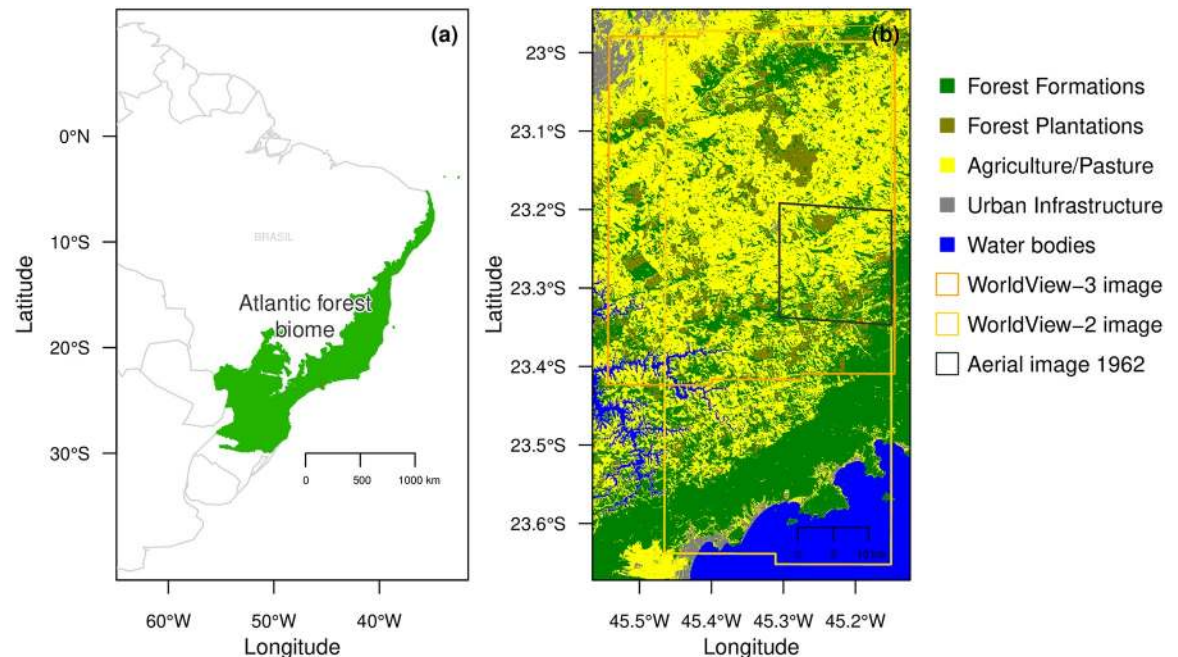 (a)
0°N
10°S
20°S
30°S
Latitude
BRASIL
Atlantic forest
biome
0 500 1000 km
60°W 50°W 40°W
Longitude
(b)
23°S
23.1°S
23.2°S
23.3°S
23.4°S
23.5°S
23.6°S
Latitude
45.5°W 45.4°W 45.3°W 45.2°W
Longitude
Forest Formations
Forest Plantations
Agriculture/Pasture
Urban Infrastructure
Water bodies
WorldView−3 image
WorldView−2 image
Aerial image 1962